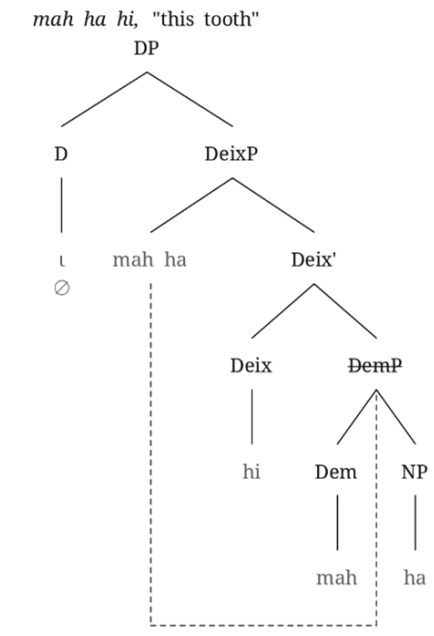 mah ha hi, "this tooth"
DP
D DeixP
ι mah ha Deix'
∅
Deix DemP
hi Dem NP
mah ha